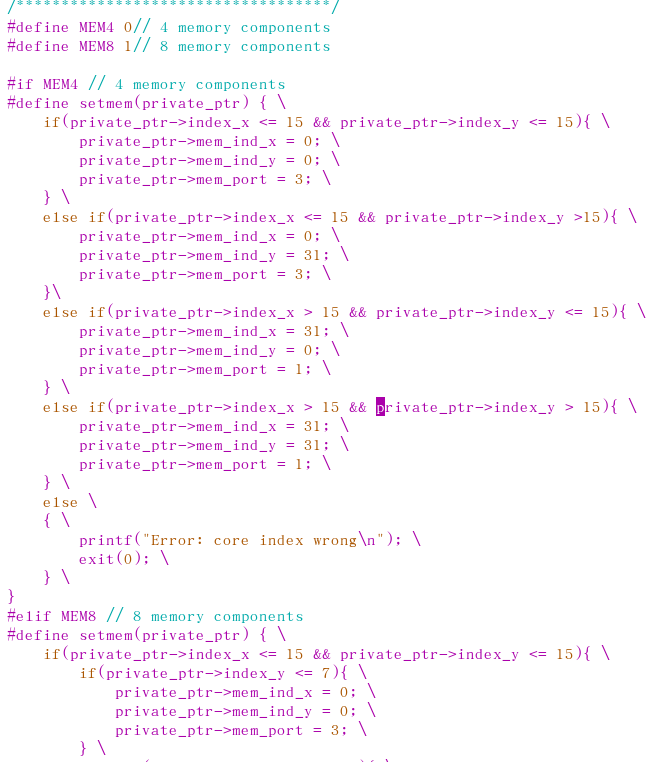 /***********************************/
#define MEM4 0// 4 memory components
#define MEM8 1// 8 memory components

#if MEM4 // 4 memory components
#define setmem(private_ptr) { \
    if(private_ptr->index_x <= 15 && private_ptr->index_y <= 15){ \
        private_ptr->mem_ind_x = 0; \
        private_ptr->mem_ind_y = 0; \
        private_ptr->mem_port = 3; \
    } \
    else if(private_ptr->index_x <= 15 && private_ptr->index_y >15){ \
        private_ptr->mem_ind_x = 0; \
        private_ptr->mem_ind_y = 31; \
        private_ptr->mem_port = 3; \
    }\
    else if(private_ptr->index_x > 15 && private_ptr->index_y <= 15){ \
        private_ptr->mem_ind_x = 31; \
        private_ptr->mem_ind_y = 0; \
        private_ptr->mem_port = 1; \
    } \
    else if(private_ptr->index_x > 15 && private_ptr->index_y > 15){ \
        private_ptr->mem_ind_x = 31; \
        private_ptr->mem_ind_y = 31; \
        private_ptr->mem_port = 1; \
    } \
    else \
    { \
        printf("Error: core index wrong\n"); \
        exit(0); \
    } \
}
#elif MEM8 // 8 memory components
#define setmem(private_ptr) { \
    if(private_ptr->index_x <= 15 && private_ptr->index_y <= 15){ \
        if(private_ptr->index_y <= 7){ \
            private_ptr->mem_ind_x = 0; \
            private_ptr->mem_ind_y = 0; \
            private_ptr->mem_port = 3; \
        } \